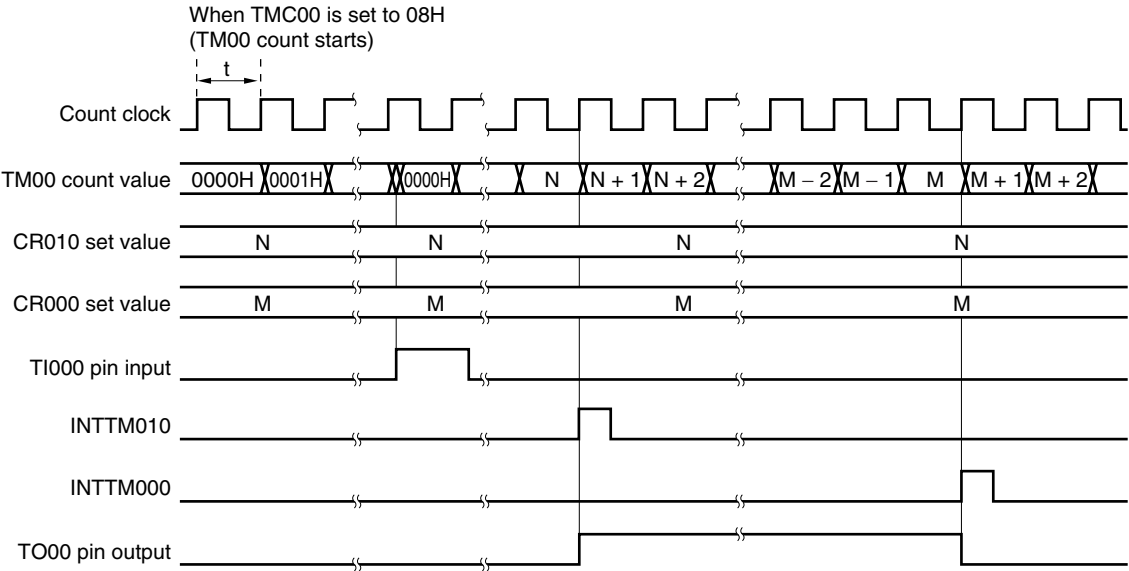 When TMC00 is set to 08H
(TM00 count starts)
t
Count clock
TM00 count value 0000H 0001H 0000H N N + 1 N + 2 M − 2 M − 1 M M + 1 M + 2
CR010 set value N N N N
CR000 set value M M M M
TI000 pin input
INTTM010
INTTM000
TO00 pin output